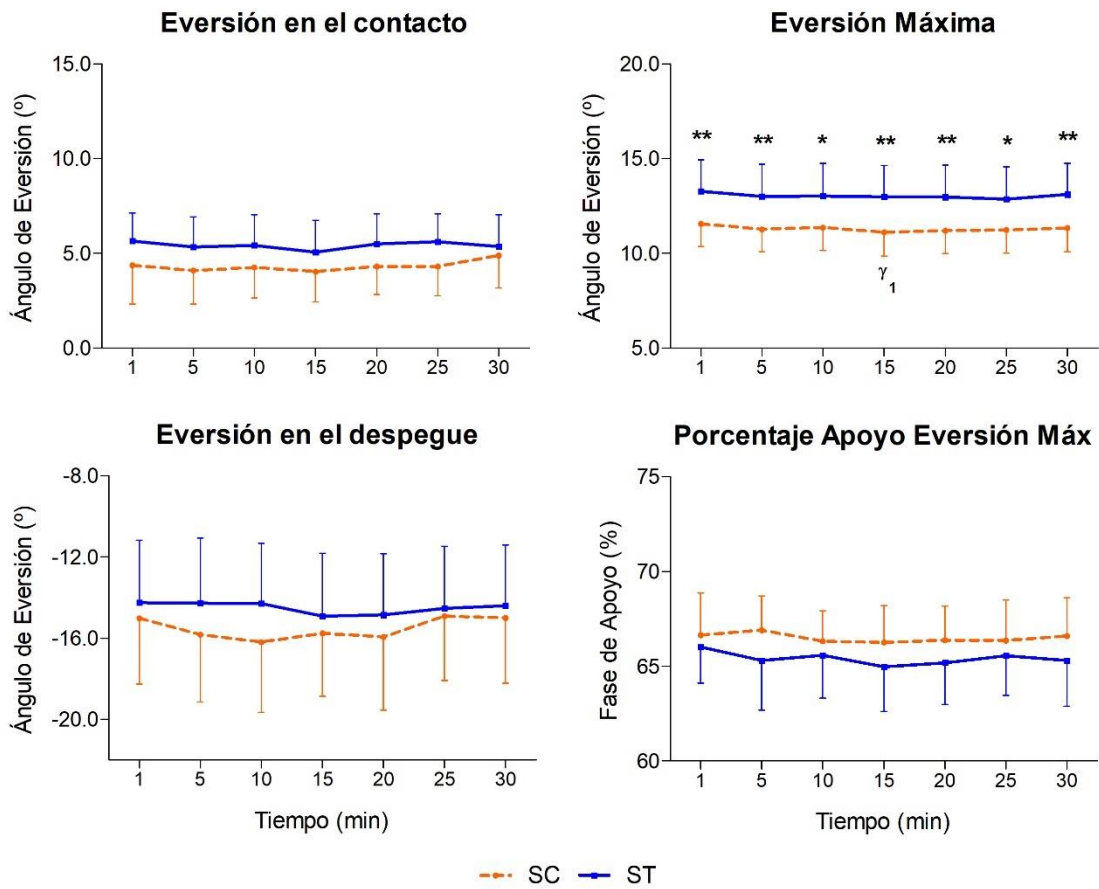 Eversión en el contacto
Ángulo de Eversión (º)
15.0
10.0
5.0
0.0
1 5 10 15 20 25 30
Eversión Máxima
Ángulo de Eversión (º)
20.0
15.0
10.0
5.0
** ** * ** ** * **
γ1
1 5 10 15 20 25 30
Eversión en el despegue
Ángulo de Eversión (º)
-8.0
-12.0
-16.0
-20.0
1 5 10 15 20 25 30
Tiempo (min)
Porcentaje Apoyo Eversión Máx
Fase de Apoyo (%)
75
70
65
60
1 5 10 15 20 25 30
Tiempo (min)
SC ST